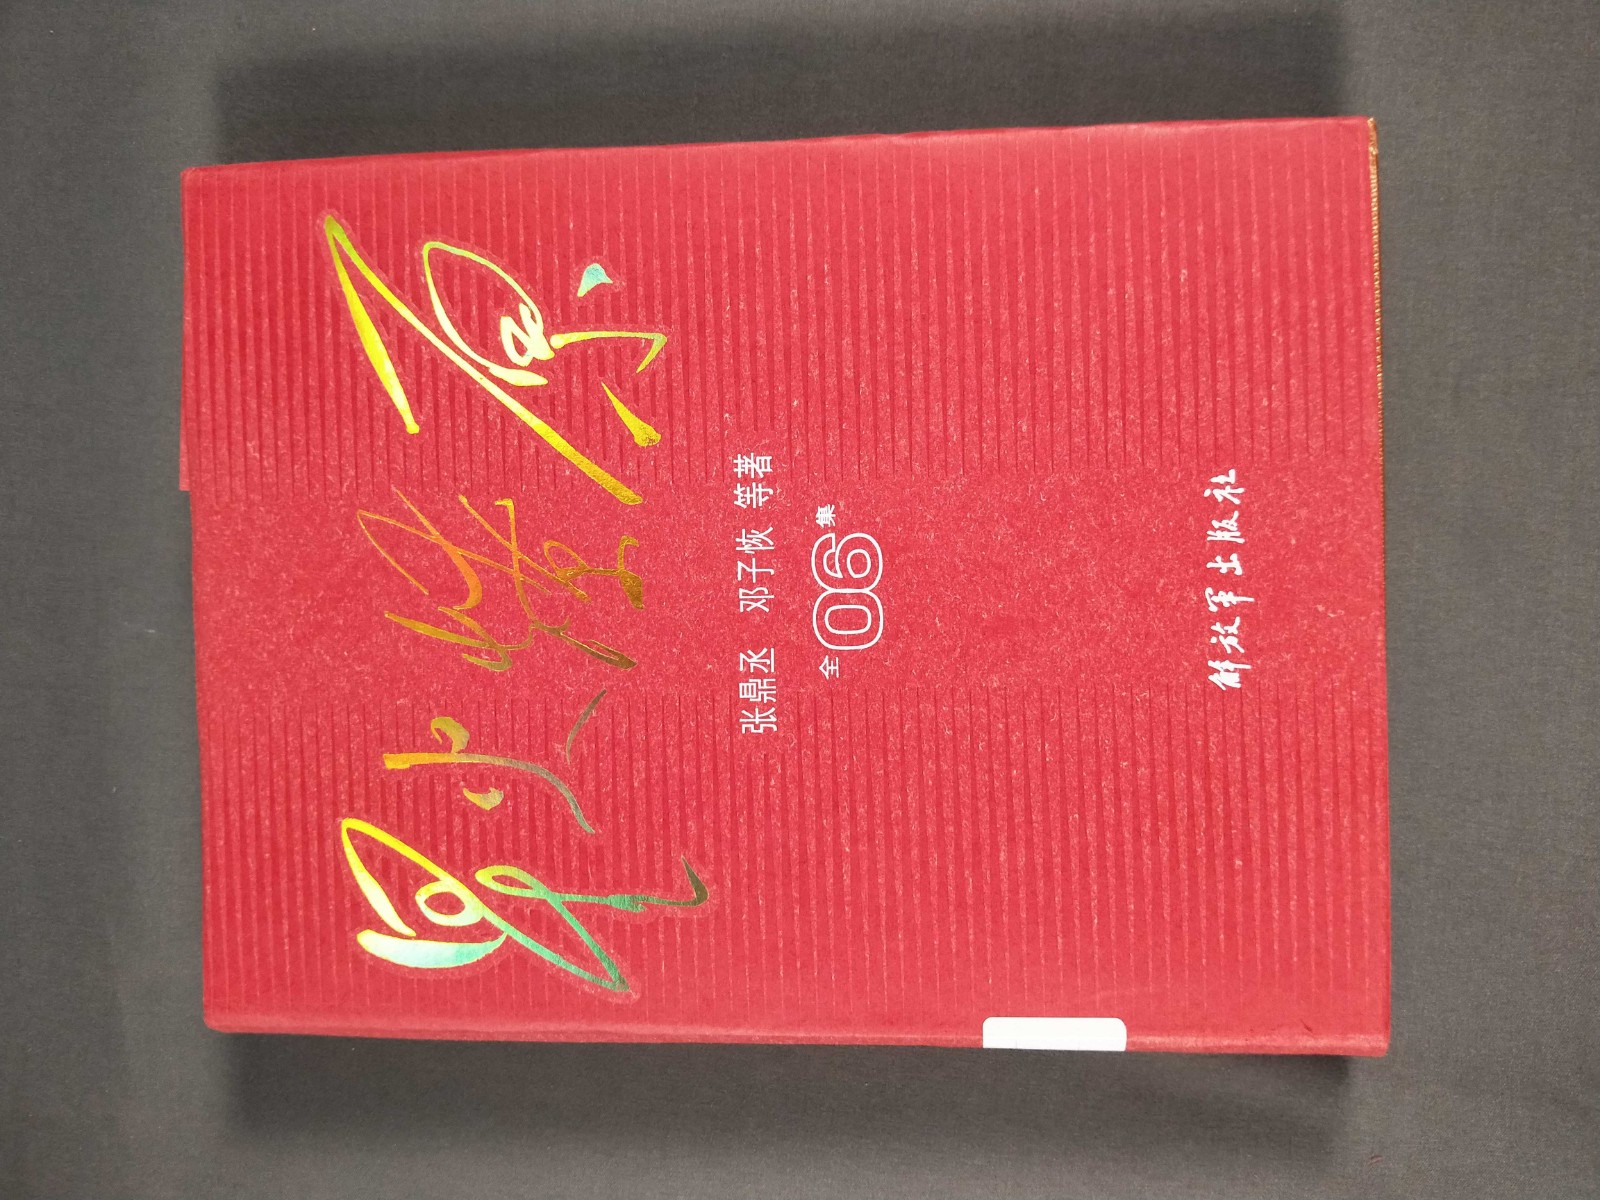 星火燎原
张鼎丞 邓子恢 等著
全06集
解放军出版社